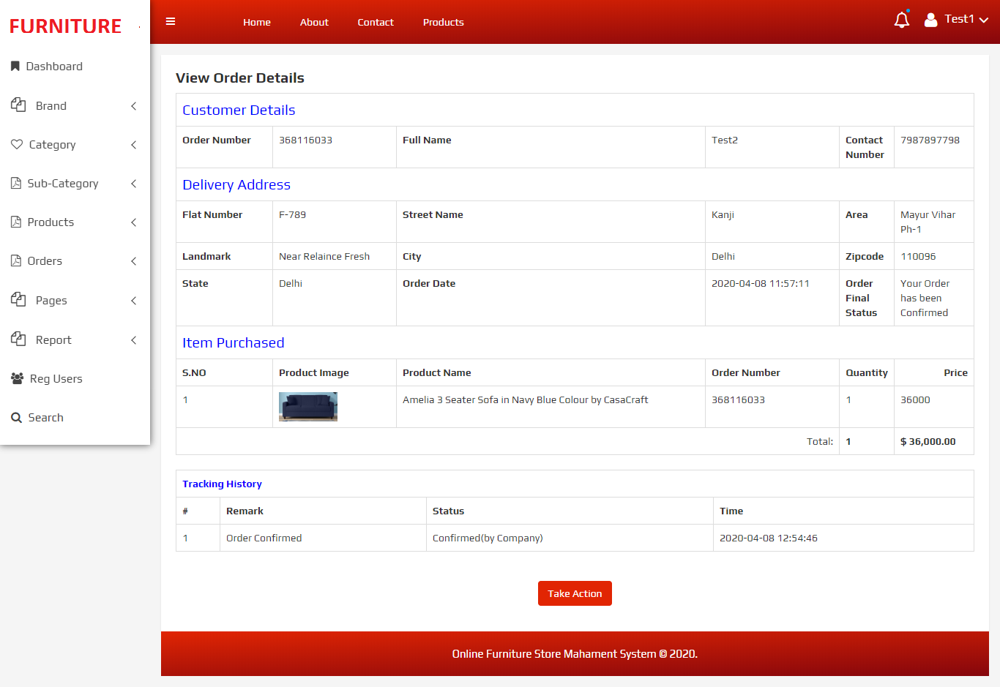 FURNITURE
Home About Contact Products
Test1
Dashboard
Brand
Category
Sub-Category
Products
Orders
Pages
Report
Reg Users
Search
View Order Details
Customer Details
Order Number 368116033 Full Name Test2 Contact Number 7987897798
Delivery Address
Flat Number F-789 Street Name Kanji Area Mayur Vihar Ph-1
Landmark Near Relaince Fresh City Delhi Zipcode 110096
State Delhi Order Date 2020-04-08 11:57:11 Order Final Status Your Order has been Confirmed
Item Purchased
S.NO Product Image Product Name Order Number Quantity Price
1 Amelia 3 Seater Sofa in Navy Blue Colour by CasaCraft 368116033 1 36000
Total: 1 $ 36,000.00
Tracking History
# Remark Status Time
1 Order Confirmed Confirmed(by Company) 2020-04-08 12:54:46
Take Action
Online Furniture Store Mahament System © 2020.